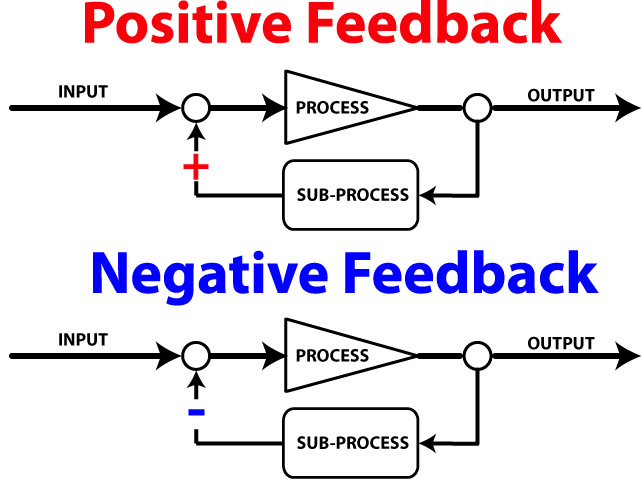 Positive Feedback
INPUT
PROCESS
OUTPUT
+
SUB-PROCESS
Negative Feedback
INPUT
PROCESS
OUTPUT
-
SUB-PROCESS